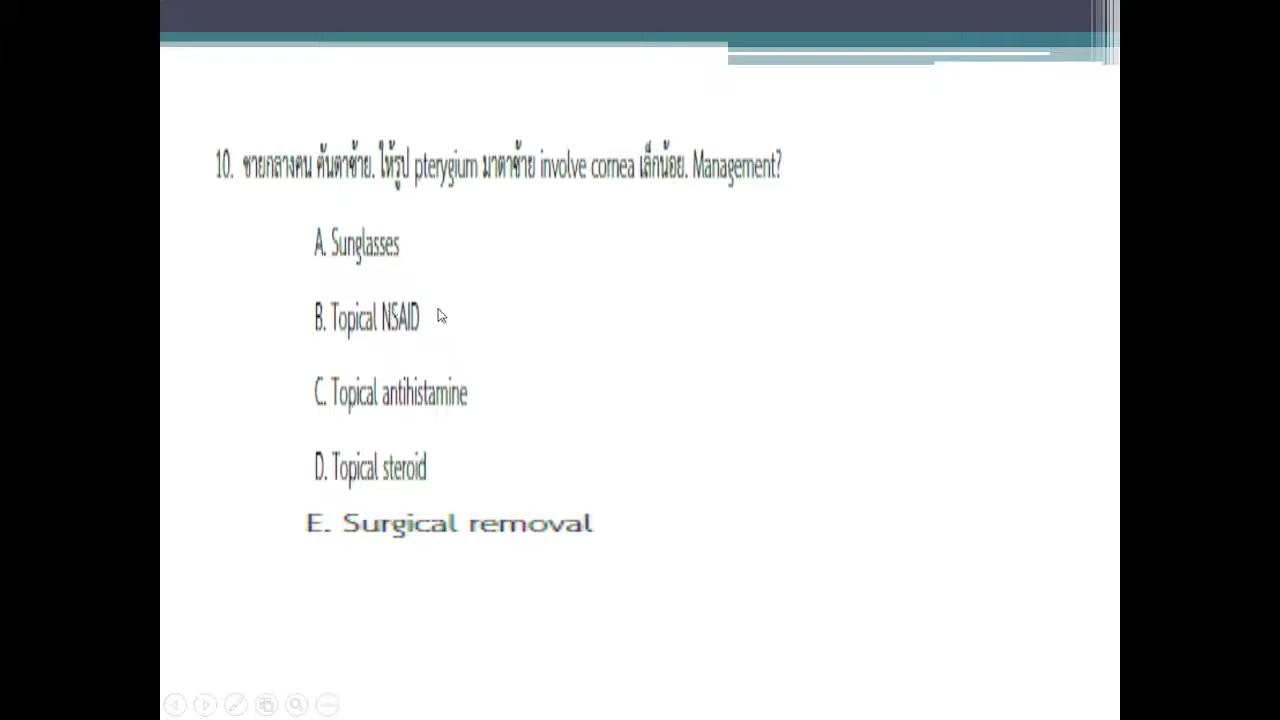 10. ชายกลางคน คันตาซ้าย. ให้รูป pterygium มาตาซ้าย involve cornea เล็กน้อย. Management?
A. Sunglasses
B. Topical NSAID
C. Topical antihistamine
D. Topical steroid
E. Surgical removal